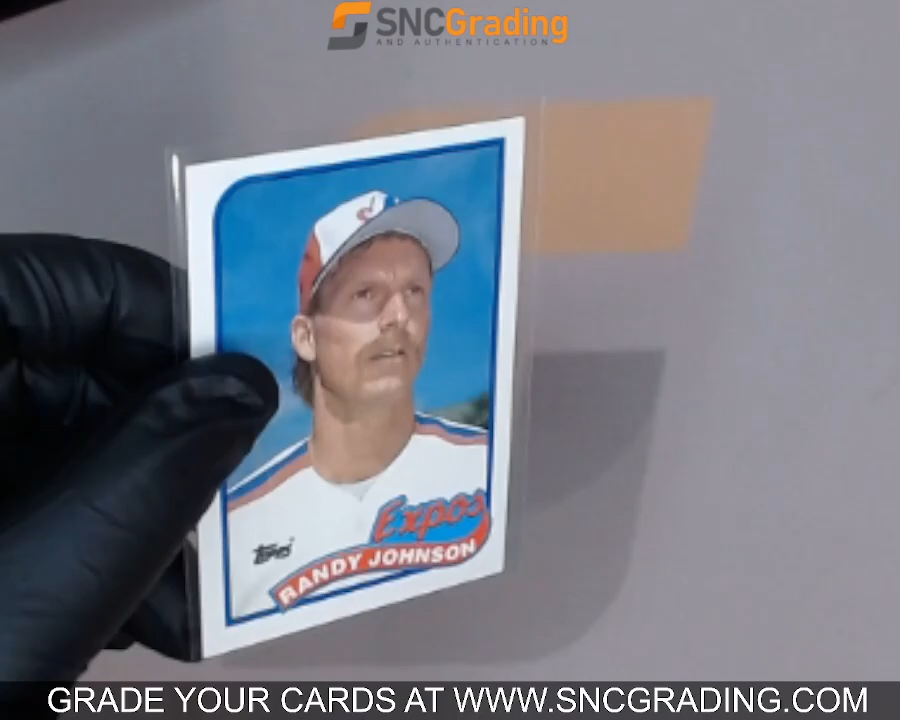 SNCGrading
AND AUTHENTICATION
Expos
Topps
RANDY JOHNSON
GRADE YOUR CARDS AT WWW.SNCGRADING.COM